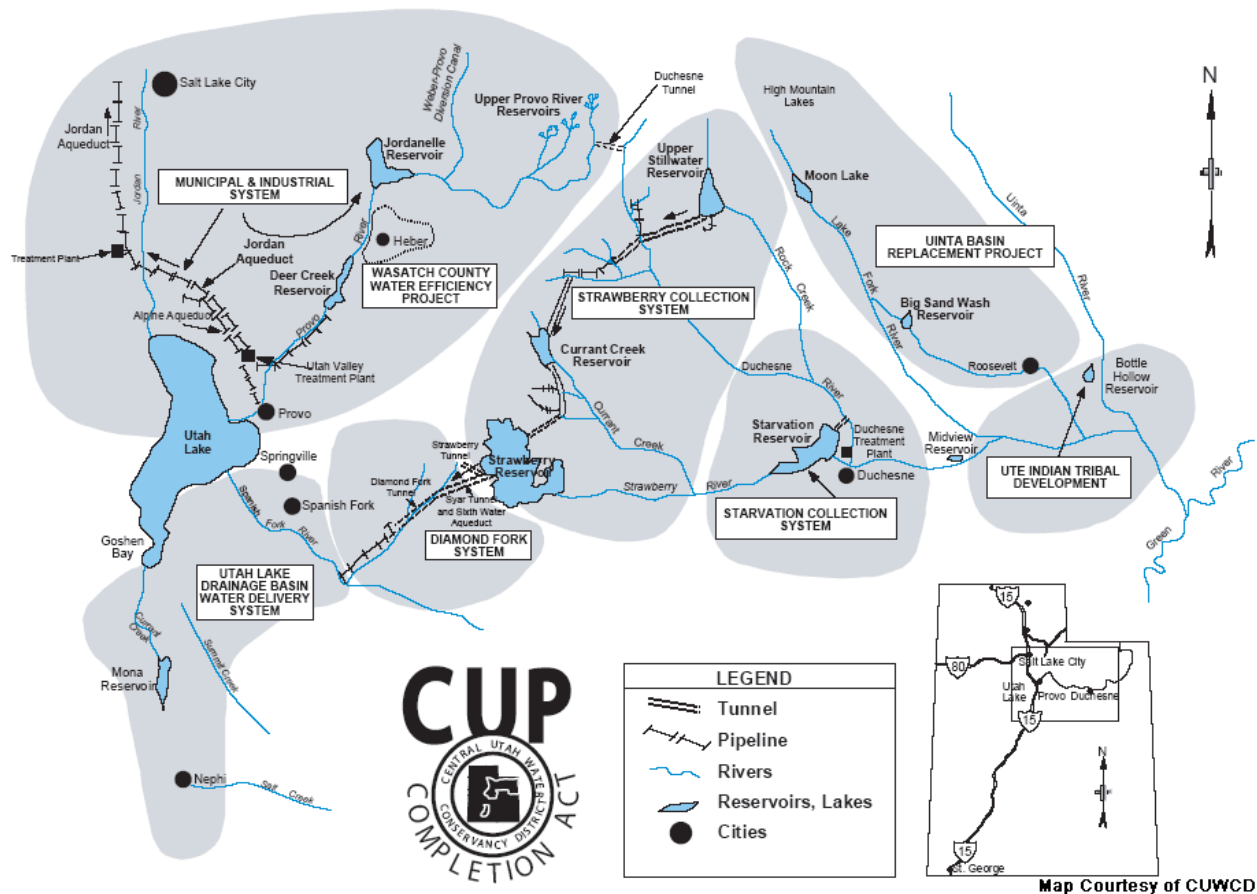 Salt Lake City
Jordan
Aqueduct
River
Jordan
MUNICIPAL & INDUSTRIAL
SYSTEM
Treatment Plant
Jordan
Aqueduct
Alpine Aqueduct
Weber-Provo
Diversion Canal
Upper Provo River
Reservoirs
Duchesne
Tunnel
Jordanelle
Reservoir
River
Heber
Deer Creek
Reservoir
WASATCH COUNTY
WATER EFFICIENCY
PROJECT
Provo
Utah Valley
Treatment Plant
Provo
Utah
Lake
Springville
Spanish Fork
Spanish
Fork
River
Goshen
Bay
UTAH LAKE
DRAINAGE BASIN
WATER DELIVERY
SYSTEM
Currant
Creek
Summit Creek
Mona
Reservoir
Nephi
Salt Creek
High Mountain
Lakes
Upper
Stillwater
Reservoir
Moon Lake
Uinta
River
Lake
Fork
River
UINTA BASIN
REPLACEMENT PROJECT
Rock
Creek
STRAWBERRY COLLECTION
SYSTEM
Big Sand Wash
Reservoir
Currant Creek
Reservoir
Duchesne
River
Roosevelt
Bottle
Hollow
Reservoir
Currant
Creek
Starvation
Reservoir
Duchesne
Treatment
Plant
Midview
Reservoir
Strawberry
Tunnel
Strawberry
Reservoir
Diamond Fork
Tunnel
Syar Tunnel
and Sixth Water
Aqueduct
DIAMOND FORK
SYSTEM
Strawberry
River
Duchesne
STARVATION COLLECTION
SYSTEM
UTE INDIAN TRIBAL
DEVELOPMENT
Green
River
N
CUP
CENTRAL UTAH WATER
CONSERVANCY DISTRICT
COMPLETION ACT
LEGEND
Tunnel
Pipeline
Rivers
Reservoirs, Lakes
Cities
15
80
Salt Lake City
Utah
Lake
Provo
Duchesne
15
N
15
St. George
Map Courtesy of CUWCD